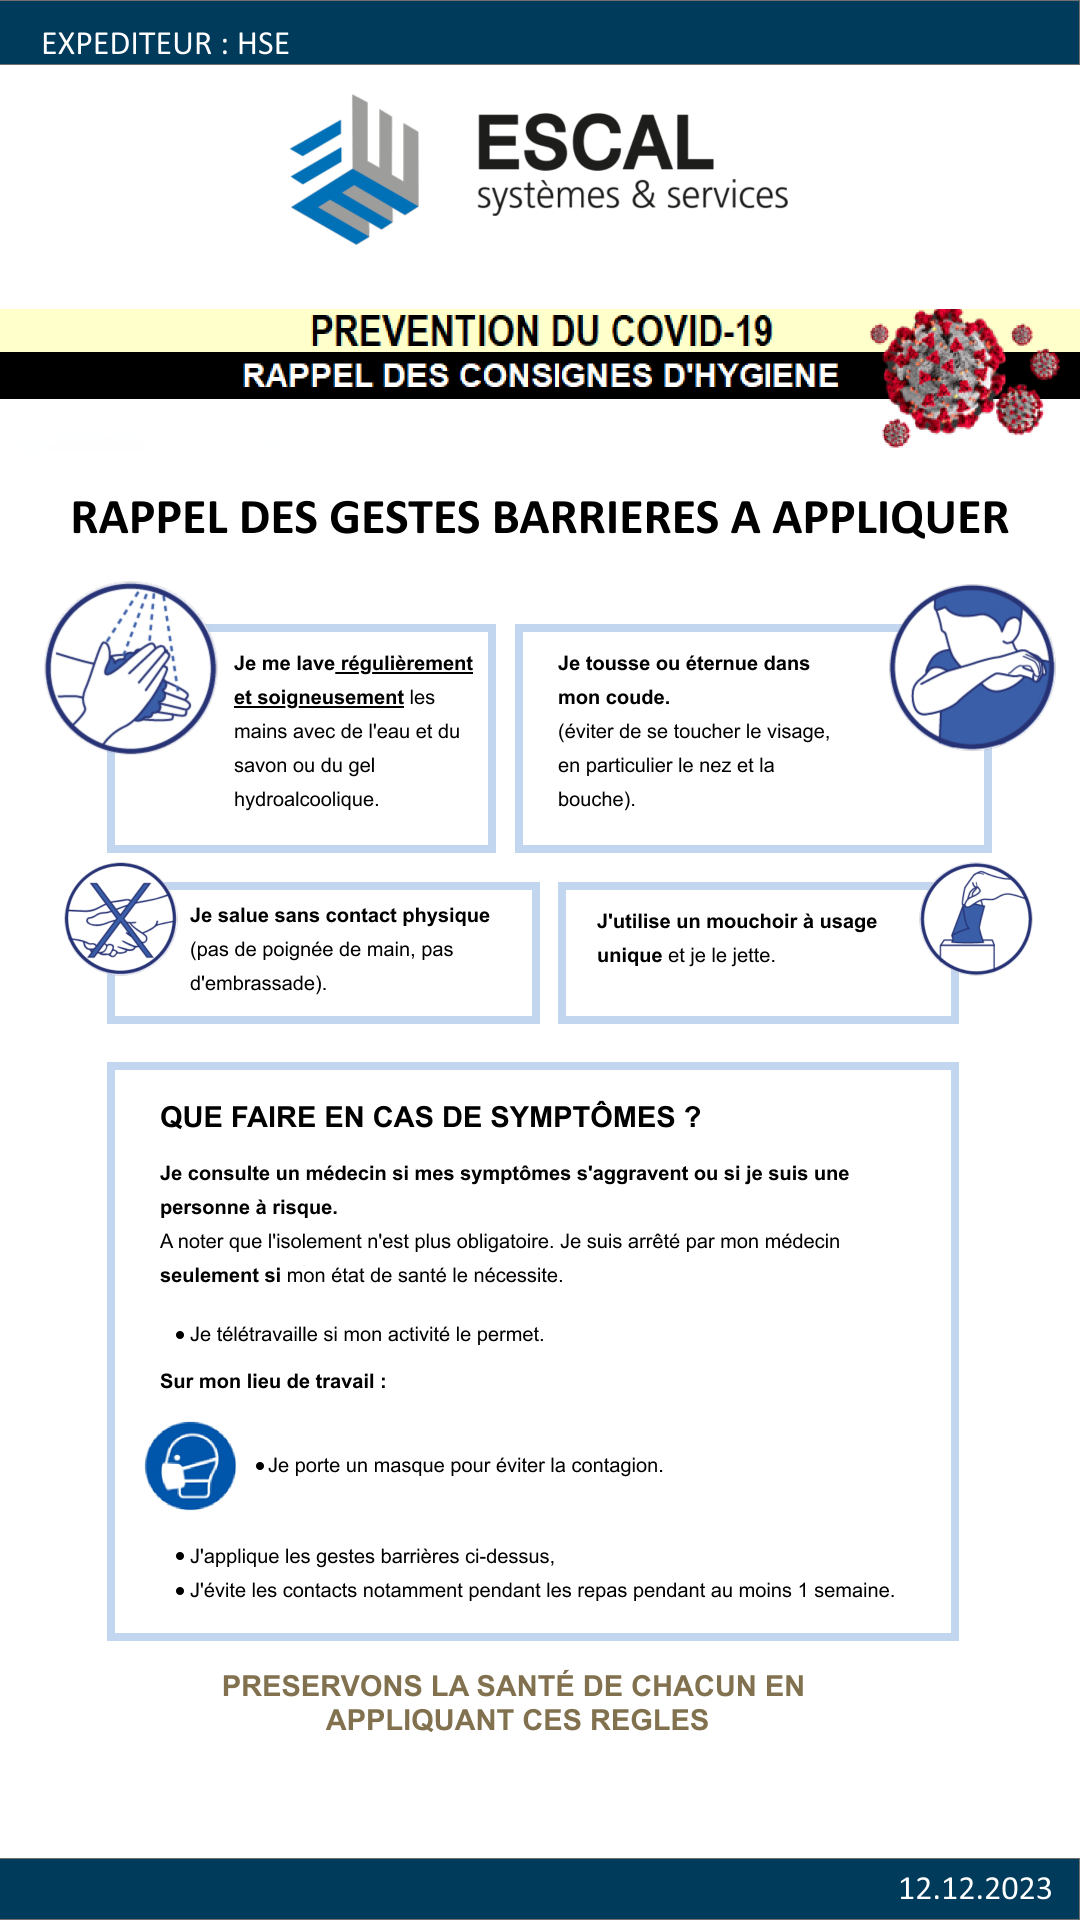 EXPEDITEUR : HSE
ESCAL
systèmes & services
PREVENTION DU COVID-19
RAPPEL DES CONSIGNES D'HYGIENE
RAPPEL DES GESTES BARRIERES A APPLIQUER
Je me lave régulièrement
et soigneusement les
mains avec de l'eau et du
savon ou du gel
hydroalcoolique.
Je tousse ou éternue dans
mon coude.
(éviter de se toucher le visage,
en particulier le nez et la
bouche).
Je salue sans contact physique
(pas de poignée de main, pas
d'embrassade).
J'utilise un mouchoir à usage
unique et je le jette.
QUE FAIRE EN CAS DE SYMPTÔMES ?
Je consulte un médecin si mes symptômes s'aggravent ou si je suis une
personne à risque.
A noter que l'isolement n'est plus obligatoire. Je suis arrêté par mon médecin
seulement si mon état de santé le nécessite.
• Je télétravaille si mon activité le permet.
Sur mon lieu de travail :
• Je porte un masque pour éviter la contagion.
• J'applique les gestes barrières ci-dessus,
• J'évite les contacts notamment pendant les repas pendant au moins 1 semaine.
PRESERVONS LA SANTÉ DE CHACUN EN
APPLIQUANT CES REGLES
12.12.2023